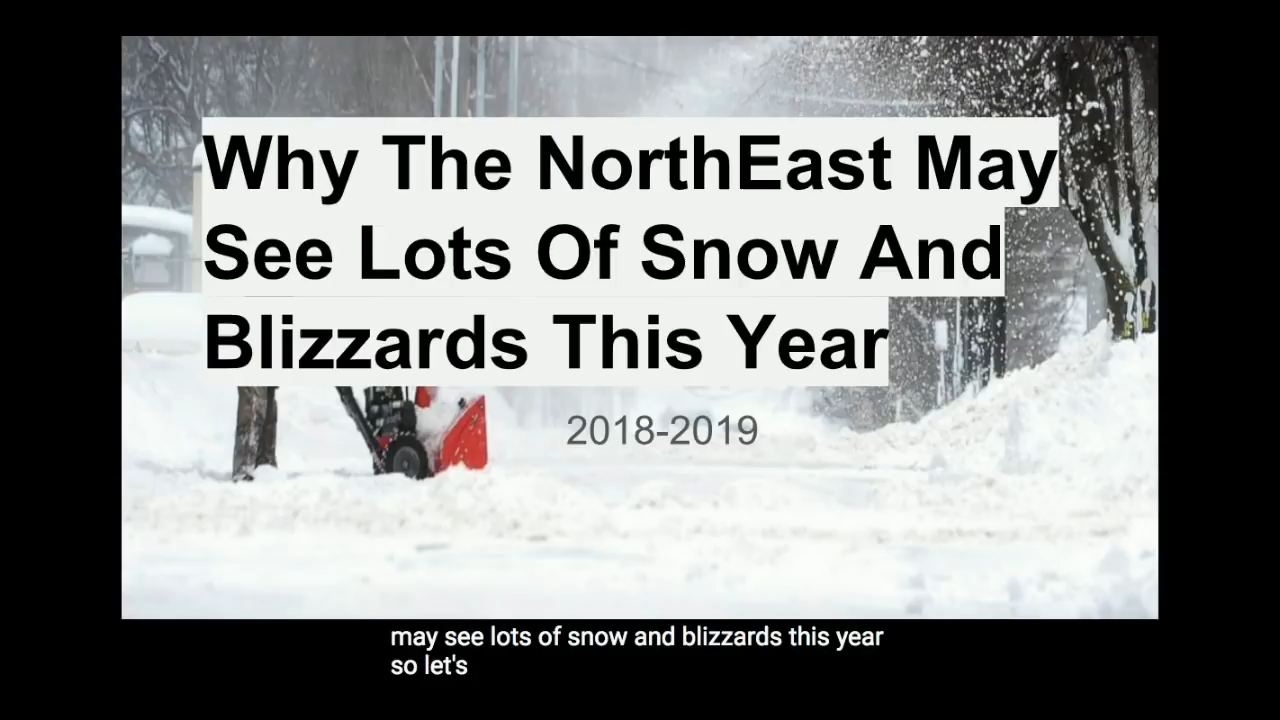 Why The NorthEast May
See Lots Of Snow And
Blizzards This Year
2018-2019
may see lots of snow and blizzards this year
so let's